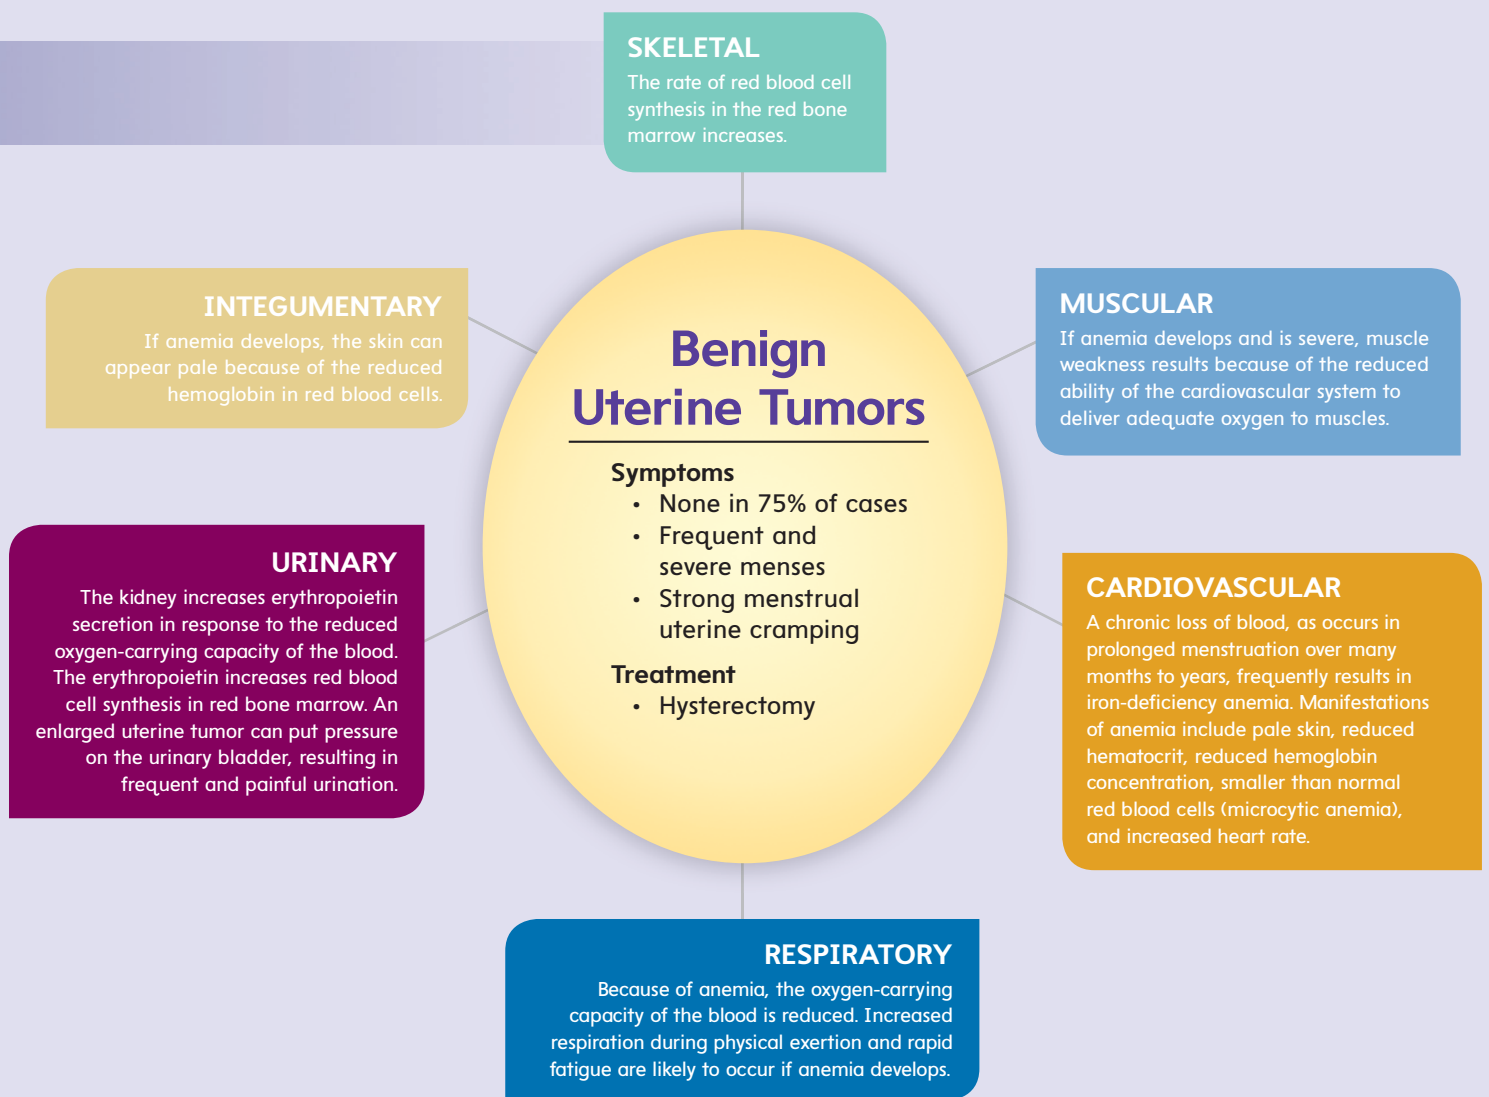 SKELETAL
The rate of red blood cell
synthesis in the red bone
marrow increases.
INTEGUMENTARY
If anemia develops, the skin can
appear pale because of the reduced
hemoglobin in red blood cells.
MUSCULAR
If anemia develops and is severe, muscle
weakness results because of the reduced
ability of the cardiovascular system to
deliver adequate oxygen to muscles.
Benign
Uterine Tumors
Symptoms
• None in 75% of cases
• Frequent and
severe menses
• Strong menstrual
uterine cramping
Treatment
• Hysterectomy
URINARY
The kidney increases erythropoietin
secretion in response to the reduced
oxygen-carrying capacity of the blood.
The erythropoietin increases red blood
cell synthesis in red bone marrow. An
enlarged uterine tumor can put pressure
on the urinary bladder, resulting in
frequent and painful urination.
CARDIOVASCULAR
A chronic loss of blood, as occurs in
prolonged menstruation over many
months to years, frequently results in
iron-deficiency anemia. Manifestations
of anemia include pale skin, reduced
hematocrit, reduced hemoglobin
concentration, smaller than normal
red blood cells (microcytic anemia),
and increased heart rate.
RESPIRATORY
Because of anemia, the oxygen-carrying
capacity of the blood is reduced. Increased
respiration during physical exertion and rapid
fatigue are likely to occur if anemia develops.